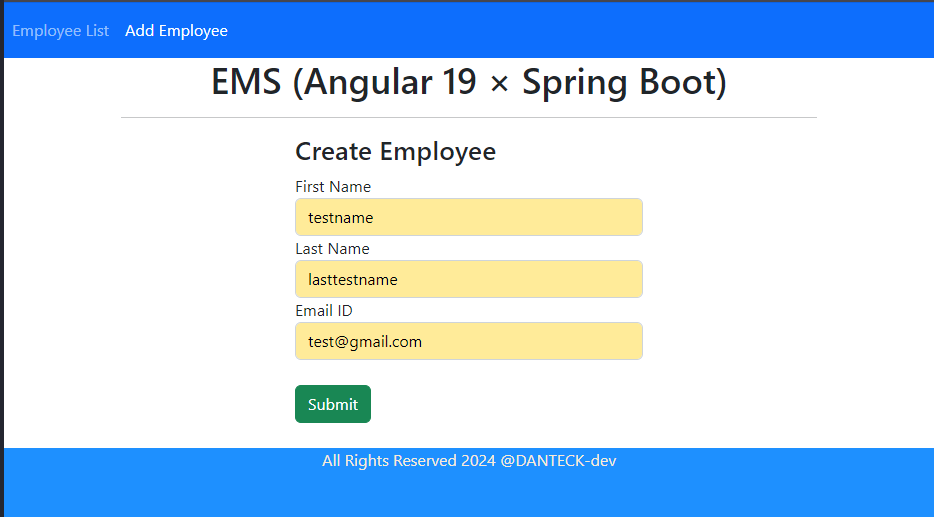 Employee List Add Employee
EMS (Angular 19 × Spring Boot)
Create Employee
First Name
testname
Last Name
lasttestname
Email ID
test@gmail.com
Submit
All Rights Reserved 2024 @DANTECK-dev